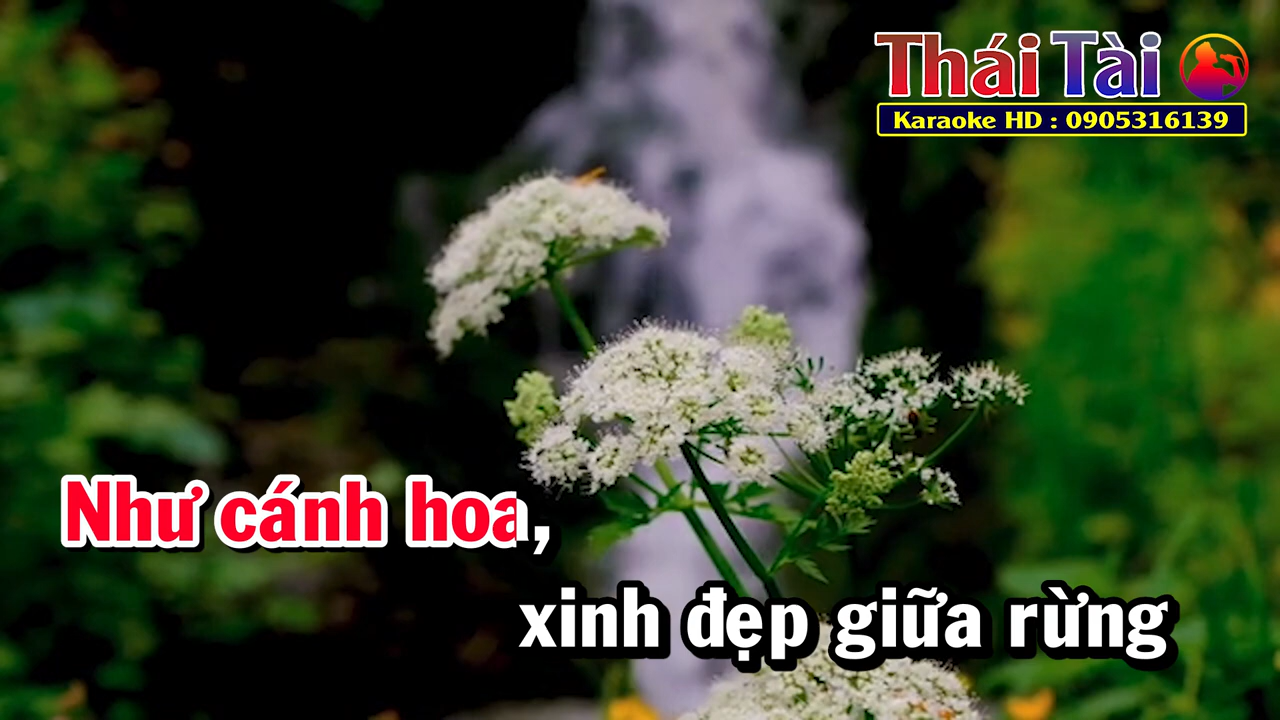 Thái Tài
Karaoke HD : 0905316139
Như cánh hoa,
xinh đẹp giữa rừng